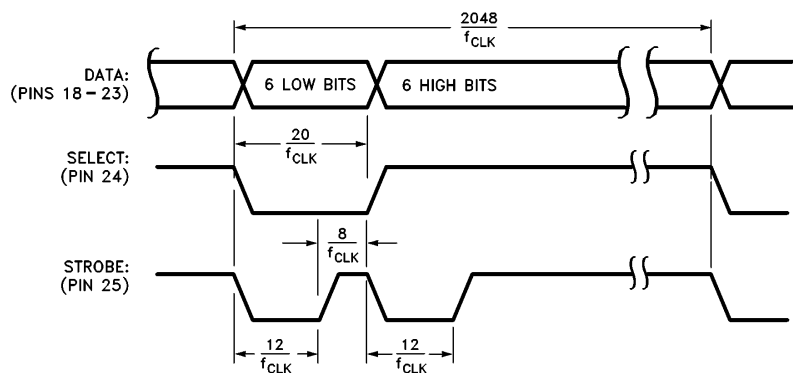 2048
fCLK
DATA:
(PINS 18-23)
6 LOW BITS
6 HIGH BITS
20
fCLK
SELECT:
(PIN 24)
8
fCLK
STROBE:
(PIN 25)
12
fCLK
12
fCLK